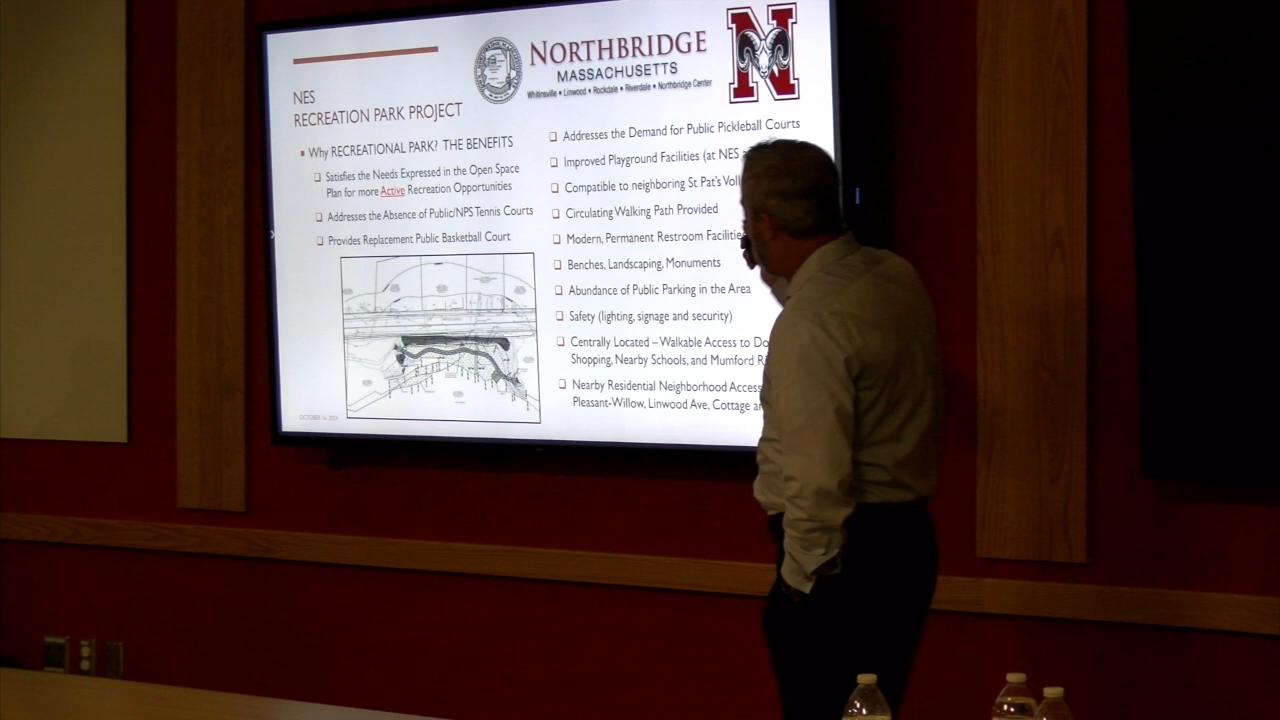 NORTHBRIDGE
MASSACHUSETTS
Whitinsville • Linwood • Rockdale • Riverdale • Northbridge Center
N
NES
RECREATION PARK PROJECT
Why RECREATIONAL PARK? THE BENEFITS
Satisfies the Needs Expressed in the Open Space
Plan for more Active Recreation Opportunities
Addresses the Absence of Public/NPS Tennis Courts
Provides Replacement Public Basketball Court
Addresses the Demand for Public Pickleball Courts
Improved Playground Facilities (at NES
Compatible to neighboring St Pat's
Circulating Walking Path Provided
Modern, Permanent Restroom
Benches, Landscaping, Monuments
Abundance of Public Parking in the Area
Safety (lighting, signage and security)
Centrally Located – Walkable Access to
Shopping, Nearby Schools, and Mumford
Nearby Residential Neighborhood Access
Pleasant-Willow, Linwood Ave, Cottage
OCTOBER